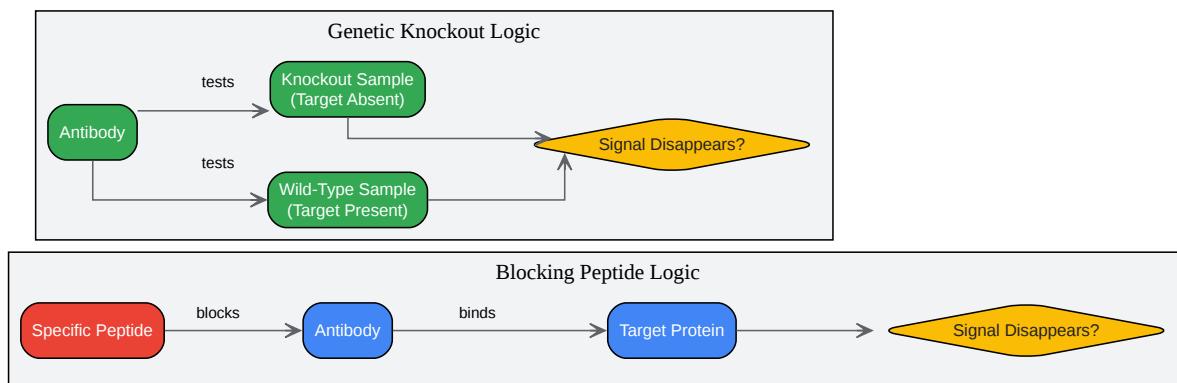 Genetic Knockout Logic
tests
Knockout Sample
(Target Absent)
Antibody
Signal Disappears?
tests
Wild-Type Sample
(Target Present)
Blocking Peptide Logic
Specific Peptide
blocks
Antibody
binds
Target Protein
Signal Disappears?